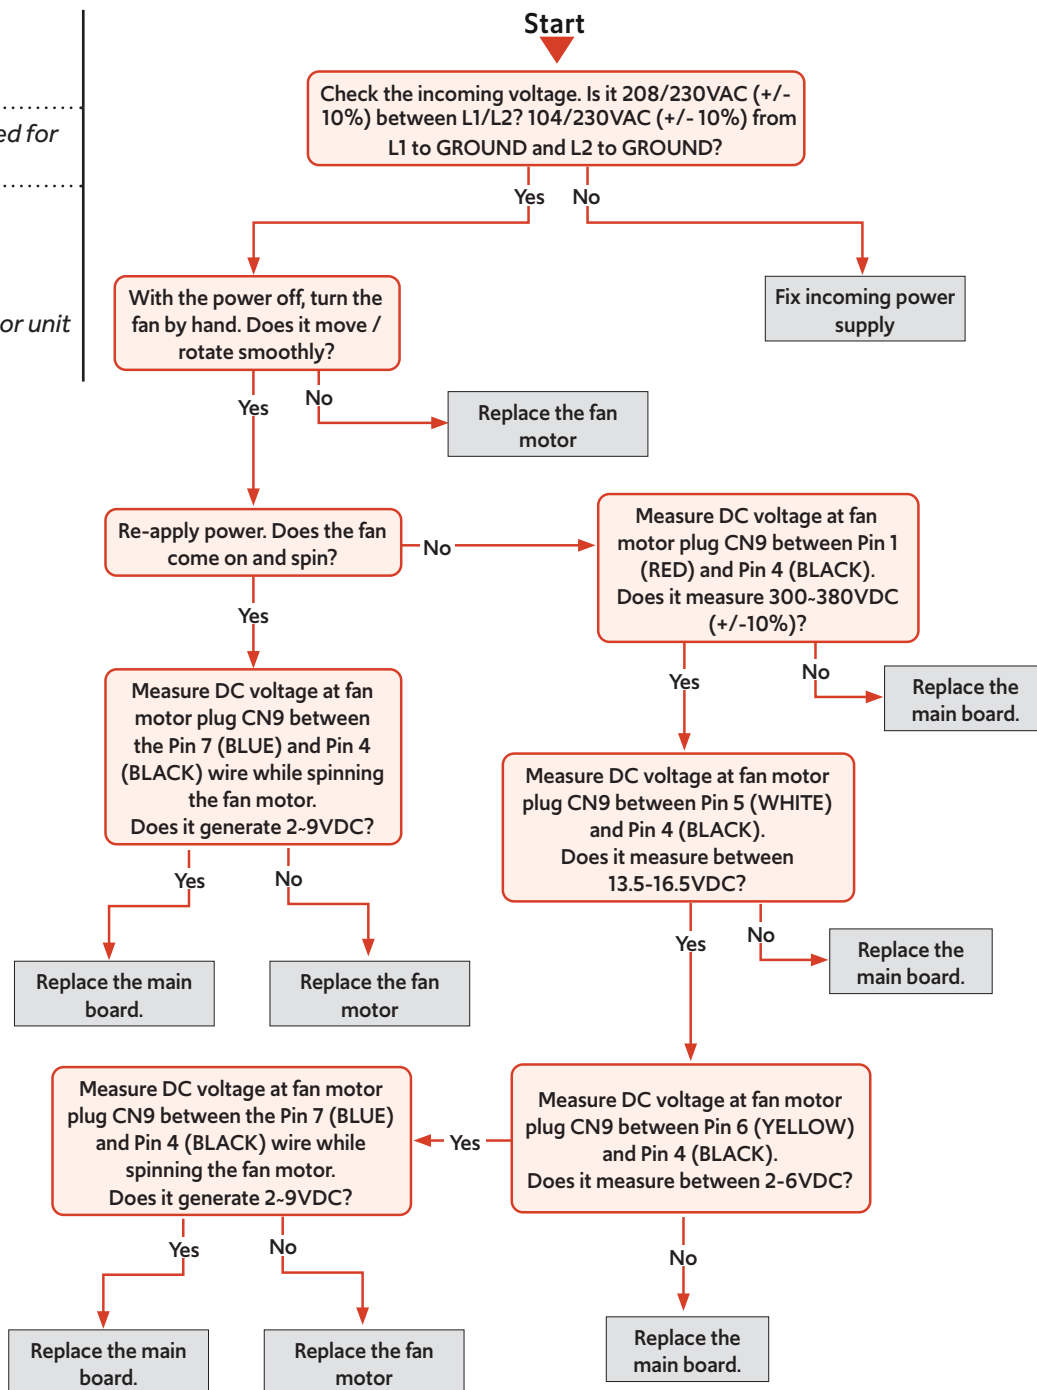 Start
Check the incoming voltage. Is it 208/230VAC (+/-
10%) between L1/L2? 104/230VAC (+/- 10%) from
L1 to GROUND and L2 to GROUND?
ed for
or unit
Yes
No
With the power off, turn the
fan by hand. Does it move /
rotate smoothly?
Fix incoming power
supply
Yes
No
Replace the fan
motor
Re-apply power. Does the fan
come on and spin?
No
Measure DC voltage at fan
motor plug CN9 between Pin 1
(RED) and Pin 4 (BLACK).
Does it measure 300~380VDC
(+/-10%)?
Yes
Yes
No
Replace the
main board.
Measure DC voltage at fan
motor plug CN9 between
the Pin 7 (BLUE) and Pin 4
(BLACK) wire while spinning
the fan motor.
Does it generate 2~9VDC?
Measure DC voltage at fan motor
plug CN9 between Pin 5 (WHITE)
and Pin 4 (BLACK).
Does it measure between
13.5-16.5VDC?
Yes
No
Yes
No
Replace the main
board.
Replace the fan
motor
Replace the
main board.
Measure DC voltage at fan motor
plug CN9 between the Pin 7 (BLUE)
and Pin 4 (BLACK) wire while
spinning the fan motor.
Does it generate 2~9VDC?
Yes
Measure DC voltage at fan motor
plug CN9 between Pin 6 (YELLOW)
and Pin 4 (BLACK).
Does it measure between 2-6VDC?
Yes
No
No
Replace the main
board.
Replace the fan
motor
Replace the
main board.